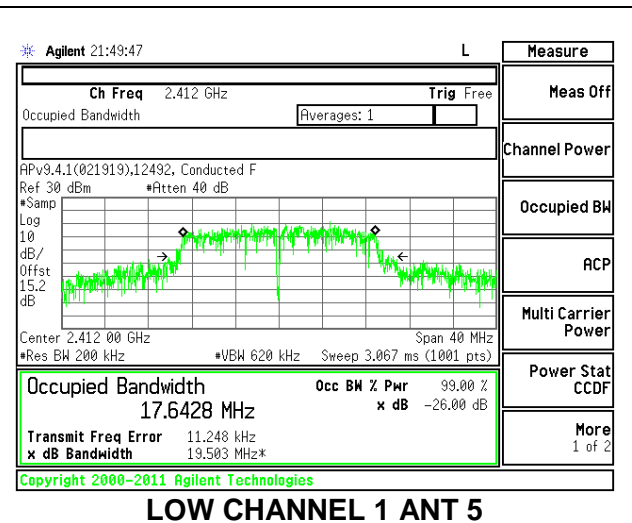 Agilent 21:49:47 L Measure
Ch Freq 2.412 GHz Trig Free
Meas Off
Occupied Bandwidth Averages: 1
Channel Power
APv9.4.1(021919),12492, Conducted F
Ref 30 dBm #Atten 40 dB
#Samp
Log
10
dB/
Offst
15.2
dB
Occupied BW
ACP
Multi Carrier
Power
Center 2.412 00 GHz Span 40 MHz
#Res BW 200 kHz #VBW 620 kHz Sweep 3.067 ms (1001 pts)
Power Stat
CCDF
Occupied Bandwidth Occ BW % Pwr 99.00 %
17.6428 MHz x dB -26.00 dB
Transmit Freq Error 11.248 kHz
x dB Bandwidth 19.503 MHz*
More
1 of 2
Copyright 2000-2011 Agilent Technologies
LOW CHANNEL 1 ANT 5